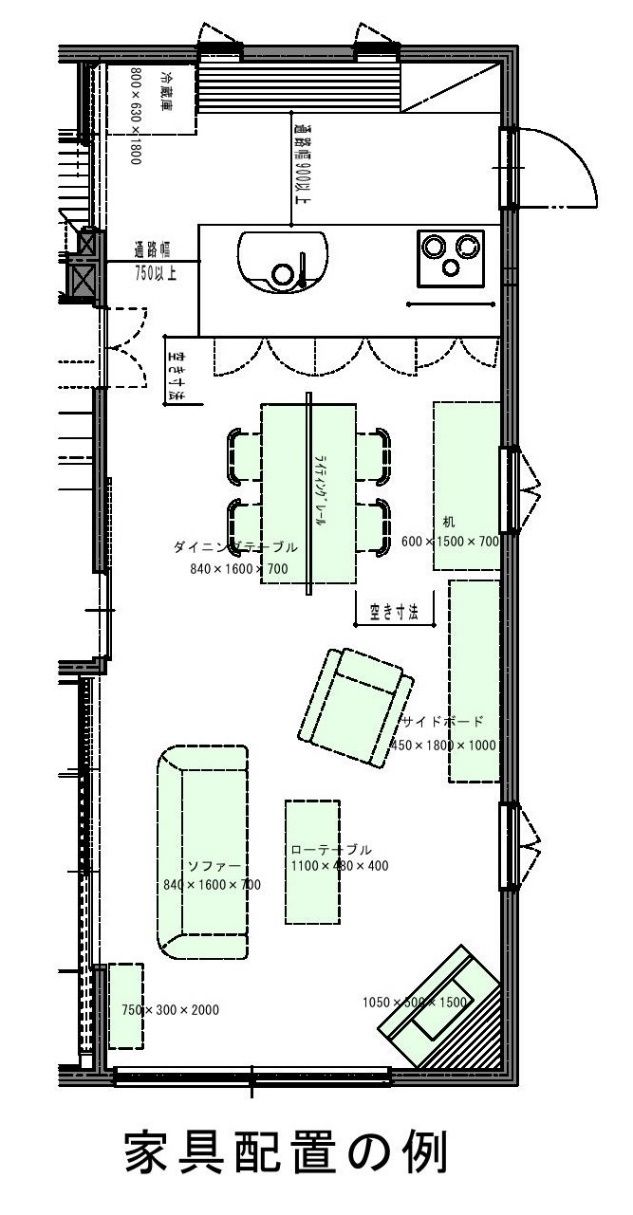 冷蔵庫
800×630×1800
通路幅900以上
通路幅
750以上
空き寸法
ライティングレール
机
600×1500×700
ダイニングテーブル
840×1600×700
空き寸法
サイドボード
450×1800×1000
ローテーブル
1100×480×400
ソファー
840×1600×700
1050×500×1500
750×300×2000
家具配置の例